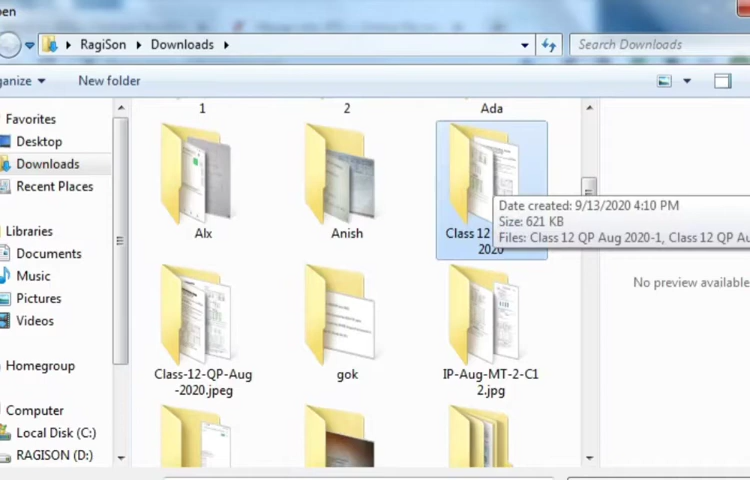 pen
RagiSon Downloads
Search Downloads
ganize
New folder
Favorites
Desktop
Downloads
Recent Places
Libraries
Documents
Music
Pictures
Videos
Homegroup
Computer
Local Disk (C:)
RAGISON (D:)
1
2
Ada
Alx
Anish
Class 12
2020
Date created: 9/13/2020 4:10 PM
Size: 621 KB
Files: Class 12 QP Aug 2020-1, Class 12 QP Au
Class-12-QP-Aug
-2020.jpeg
gok
IP-Aug-MT-2-C1
2.jpg
No preview available